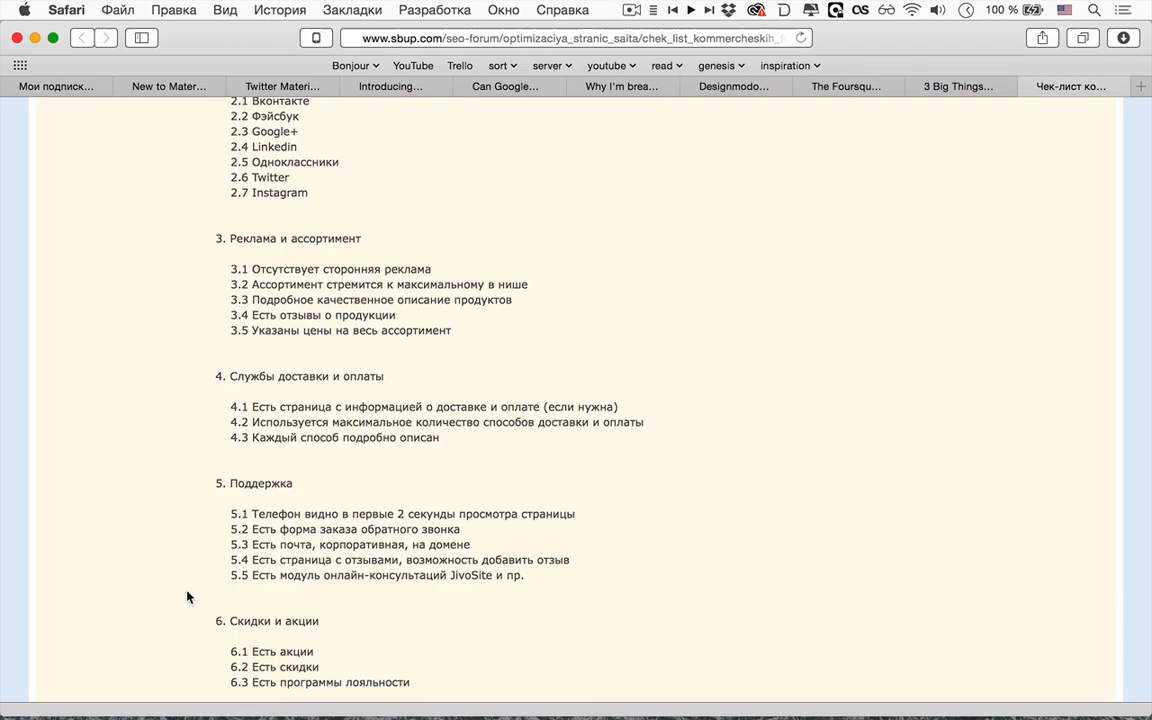 Safari Файл Правка Вид История Закладки Разработка Окно Справка 100 %
www.sbup.com/seo-forum/optimizaciya_stranic_saita/chek_list_kommercheskih_f
Bonjour YouTube Trello sort server youtube read genesis inspiration
Мои подписк... New to Mater... Twitter Materi... Introducing... Can Google... Why I'm brea... Designmodo... The Foursqu... 3 Big Things... Чек-лист ко...
2.1 Вконтакте
2.2 Фэйсбук
2.3 Google+
2.4 Linkedin
2.5 Одноклассники
2.6 Twitter
2.7 Instagram
3. Реклама и ассортимент
3.1 Отсутствует сторонняя реклама
3.2 Ассортимент стремится к максимальному в нише
3.3 Подробное качественное описание продуктов
3.4 Есть отзывы о продукции
3.5 Указаны цены на весь ассортимент
4. Службы доставки и оплаты
4.1 Есть страница с информацией о доставке и оплате (если нужна)
4.2 Используется максимальное количество способов доставки и оплаты
4.3 Каждый способ подробно описан
5. Поддержка
5.1 Телефон видно в первые 2 секунды просмотра страницы
5.2 Есть форма заказа обратного звонка
5.3 Есть почта, корпоративная, на домене
5.4 Есть страница с отзывами, возможность добавить отзыв
5.5 Есть модуль онлайн-консультаций JivoSite и пр.
6. Скидки и акции
6.1 Есть акции
6.2 Есть скидки
6.3 Есть программы лояльности